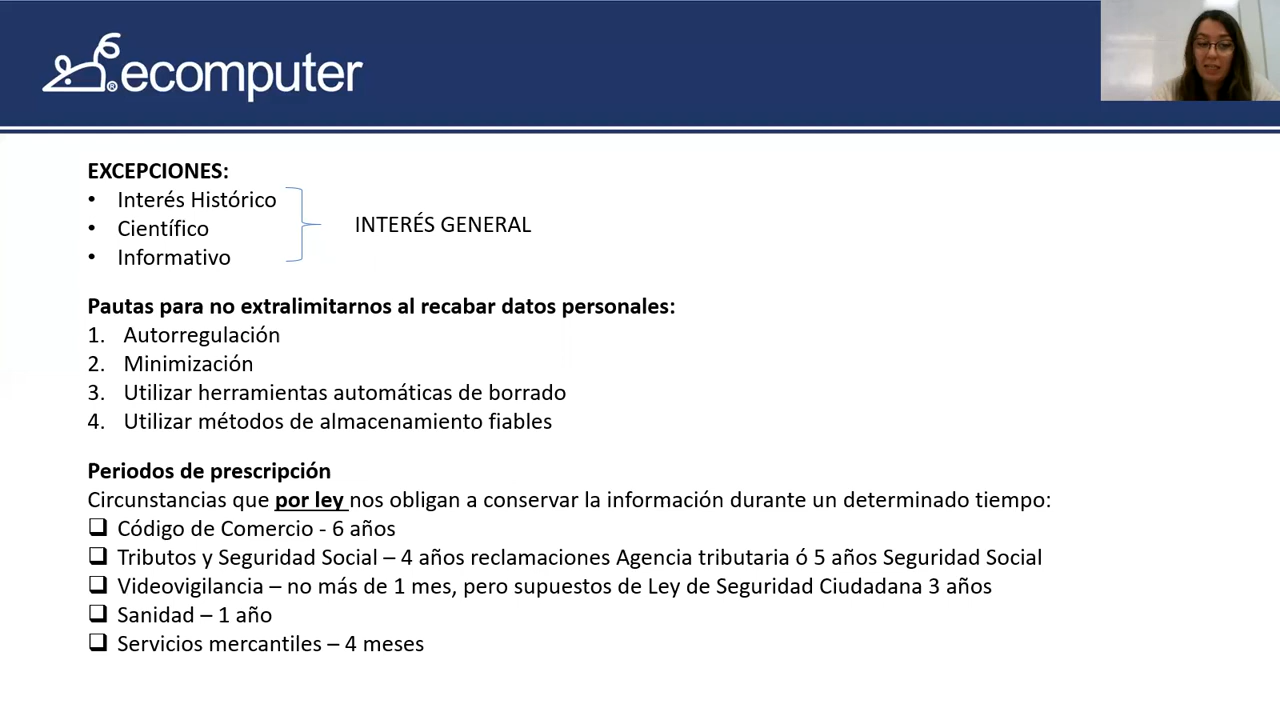 ecomputer
EXCEPCIONES:
• Interés Histórico
• Científico
• Informativo
INTERÉS GENERAL
Pautas para no extralimitarnos al recabar datos personales:
1. Autorregulación
2. Minimización
3. Utilizar herramientas automáticas de borrado
4. Utilizar métodos de almacenamiento fiables
Periodos de prescripción
Circunstancias que por ley nos obligan a conservar la información durante un determinado tiempo:
❑ Código de Comercio - 6 años
❑ Tributos y Seguridad Social – 4 años reclamaciones Agencia tributaria ó 5 años Seguridad Social
❑ Videovigilancia – no más de 1 mes, pero supuestos de Ley de Seguridad Ciudadana 3 años
❑ Sanidad – 1 año
❑ Servicios mercantiles – 4 meses